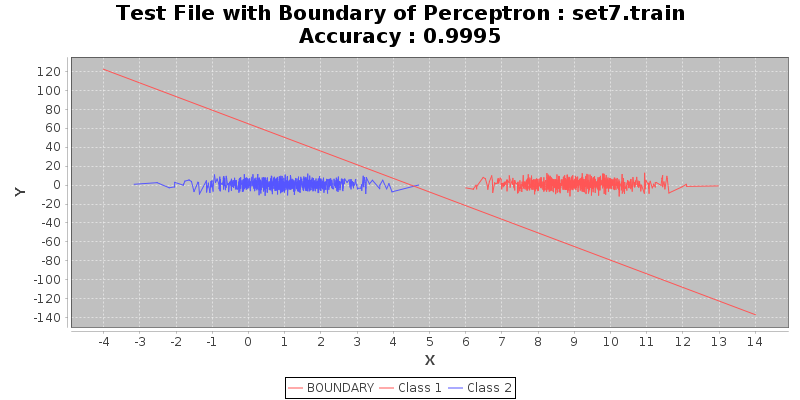 Test File with Boundary of Perceptron : set7.train
Accuracy : 0.9995
120
100
80
60
40
20
0
-20
-40
-60
-80
-100
-120
-140
Y
-4 -3 -2 -1 0 1 2 3 4 5 6 7 8 9 10 11 12 13 14
X
BOUNDARY Class 1 Class 2